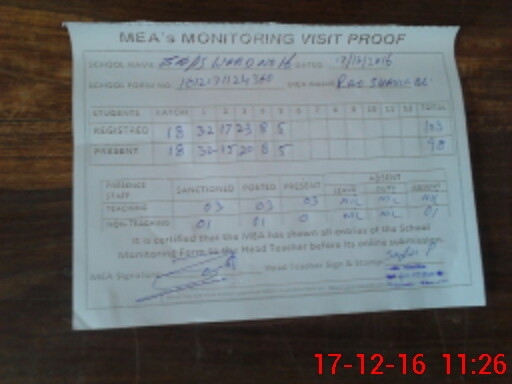 MEA's MONITORING VISIT PROOF
SCHOOL NAME WARD NO 16 DATED 17/12/2016
SCHOOL FORM NO. MEA NAME
STUDENTS KATCHI 1 2 3 4 5 6 7 8 9 10 11 12 TOTAL
REGISTRED 18 32 17 23 8 5 103
PRESENT 18 32 15 20 8 5 98
PRESENCE STAFF SANCTIONED POSTED PRESENT ABSENT
LEAVE DUTY ABSENT
TEACHING 03 03 03 NIL NIL NIL
NON-TEACHING 01 01 0 NIL NIL 01
It is certified that the MEA has shown all entries of the School
Monitoring Form to the Head Teacher before its online submission
MEA Signature Head Teacher Sign & Stamp
17-12-16 11:26